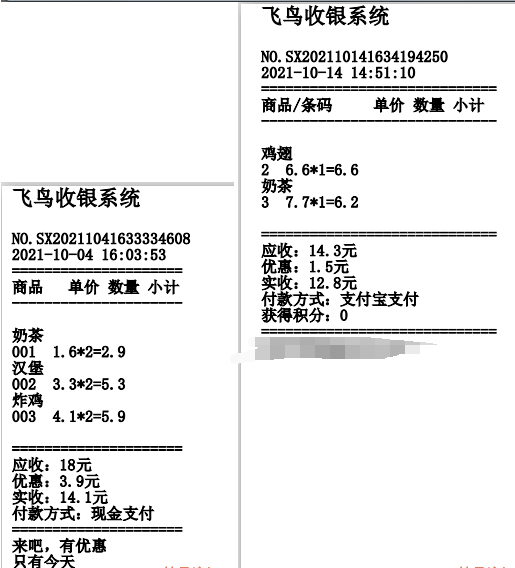 飞鸟收银系统
NO.SX20211041633334608
2021-10-04 16:03:53
=====================
商品 单价 数量 小计
---------------------
奶茶
001 1.6*2=2.9
汉堡
002 3.3*2=5.3
炸鸡
003 4.1*2=5.9
=====================
应收：18元
优惠：3.9元
实收：14.1元
付款方式：现金支付
=====================
来吧，有优惠
只有今天
飞鸟收银系统
NO.SX202110141634194250
2021-10-14 14:51:10
=============================
商品/条码 单价 数量 小计
-----------------------------
鸡翅
2 6.6*1=6.6
奶茶
3 7.7*1=6.2
=============================
应收：14.3元
优惠：1.5元
实收：12.8元
付款方式：支付宝支付
获得积分：0
=============================